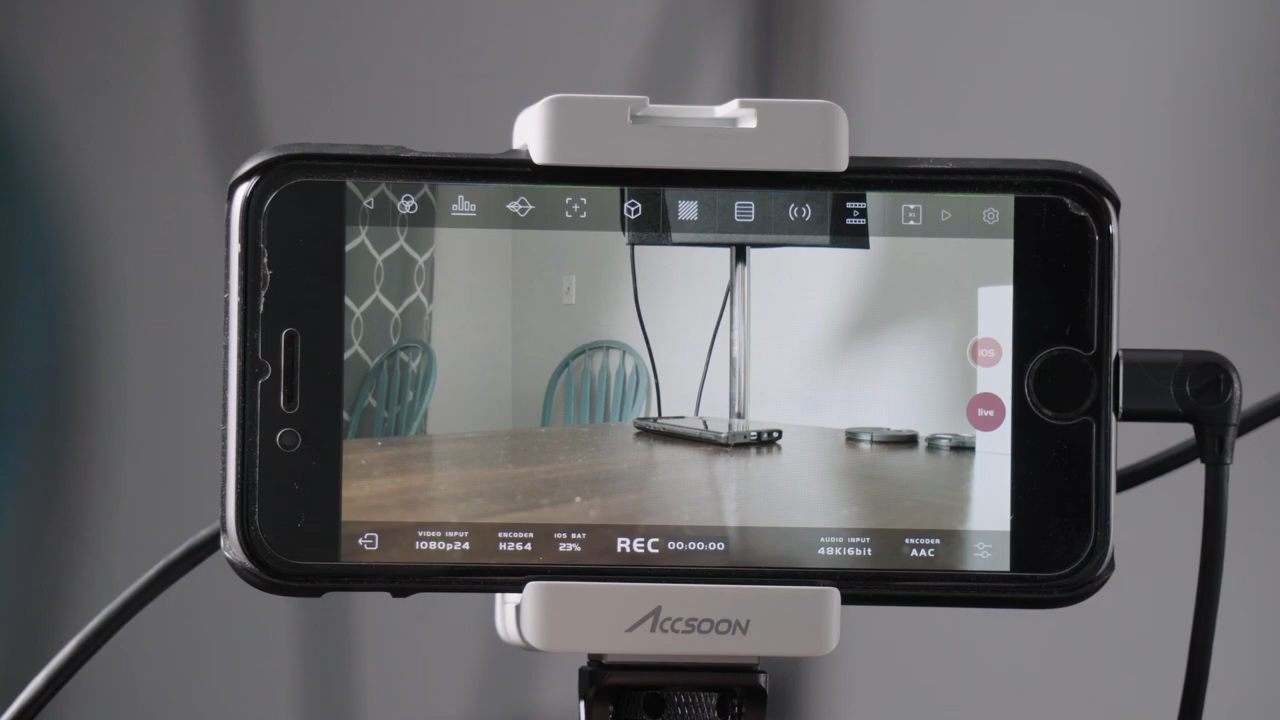 iOS
live
VIDEO INPUT
1080p24
ENCODER
H264
IOS BAT
23%
REC 00:00:00
AUDIO INPUT
48K16bit
ENCODER
AAC
ACCSOON